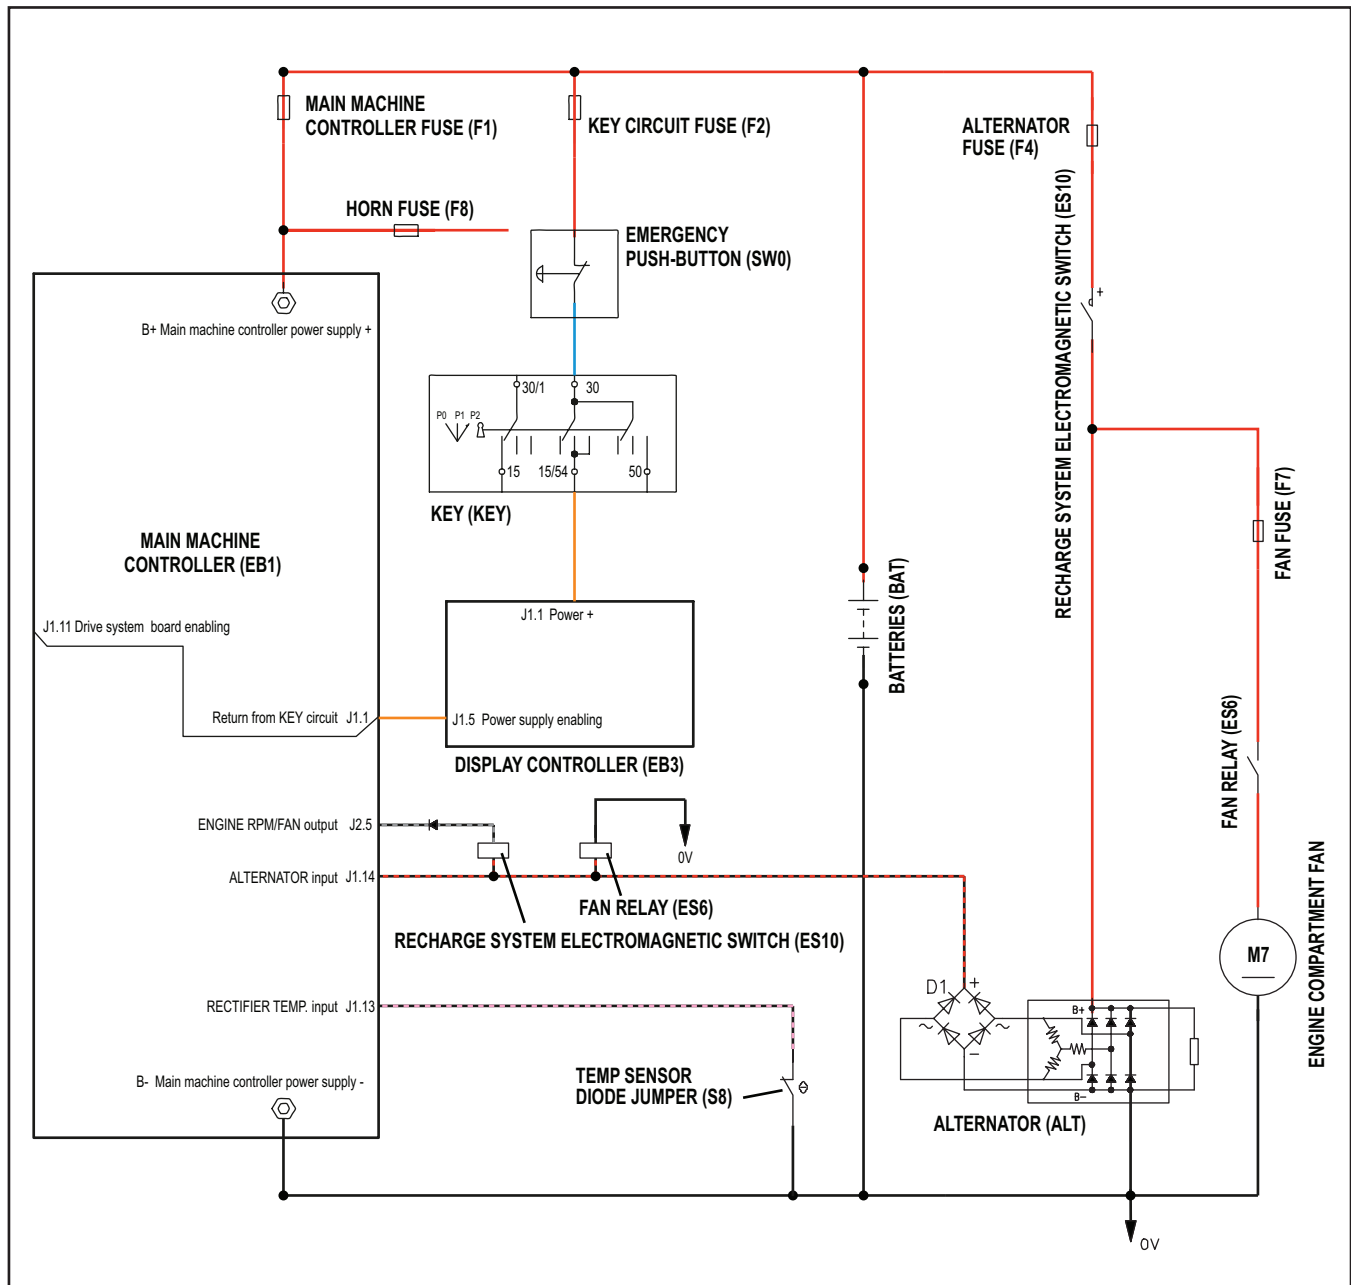 MAIN MACHINE
CONTROLLER FUSE (F1)
KEY CIRCUIT FUSE (F2)
ALTERNATOR
FUSE (F4)
HORN FUSE (F8)
EMERGENCY
PUSH-BUTTON (SW0)
RECHARGE SYSTEM ELECTROMAGNETIC SWITCH (ES10)
+
B+ Main machine controller power supply +
30/1
30
P0 P1 P2
15
15/54
50
KEY (KEY)
MAIN MACHINE
CONTROLLER (EB1)
FAN FUSE (F7)
BATTERIES (BAT)
J1.1 Power +
J1.11 Drive system board enabling
Return from KEY circuit J1.1
J1.5 Power supply enabling
DISPLAY CONTROLLER (EB3)
FAN RELAY (ES6)
ENGINE RPM/FAN output J2.5
0V
ALTERNATOR input J1.14
FAN RELAY (ES6)
RECHARGE SYSTEM ELECTROMAGNETIC SWITCH (ES10)
M7
ENGINE COMPARTMENT FAN
D1
+
~
~
-
B+
B-
RECTIFIER TEMP. input J1.13
TEMP SENSOR
DIODE JUMPER (S8)
B- Main machine controller power supply -
ALTERNATOR (ALT)
0V